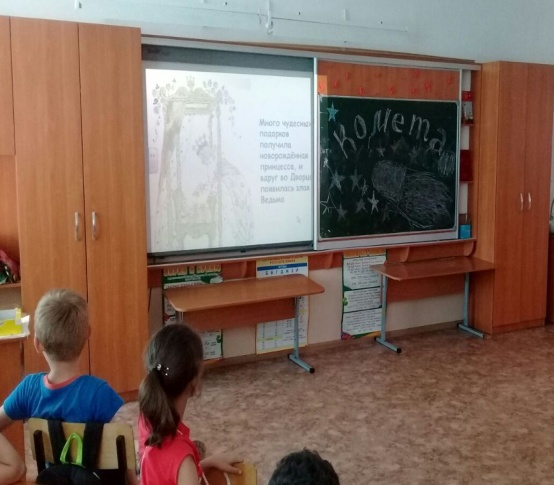 Много чудесных
подарков
получила
новорождённая
принцесса, и
вдруг во Дворце
появилась злая
Ведьма.
Комета